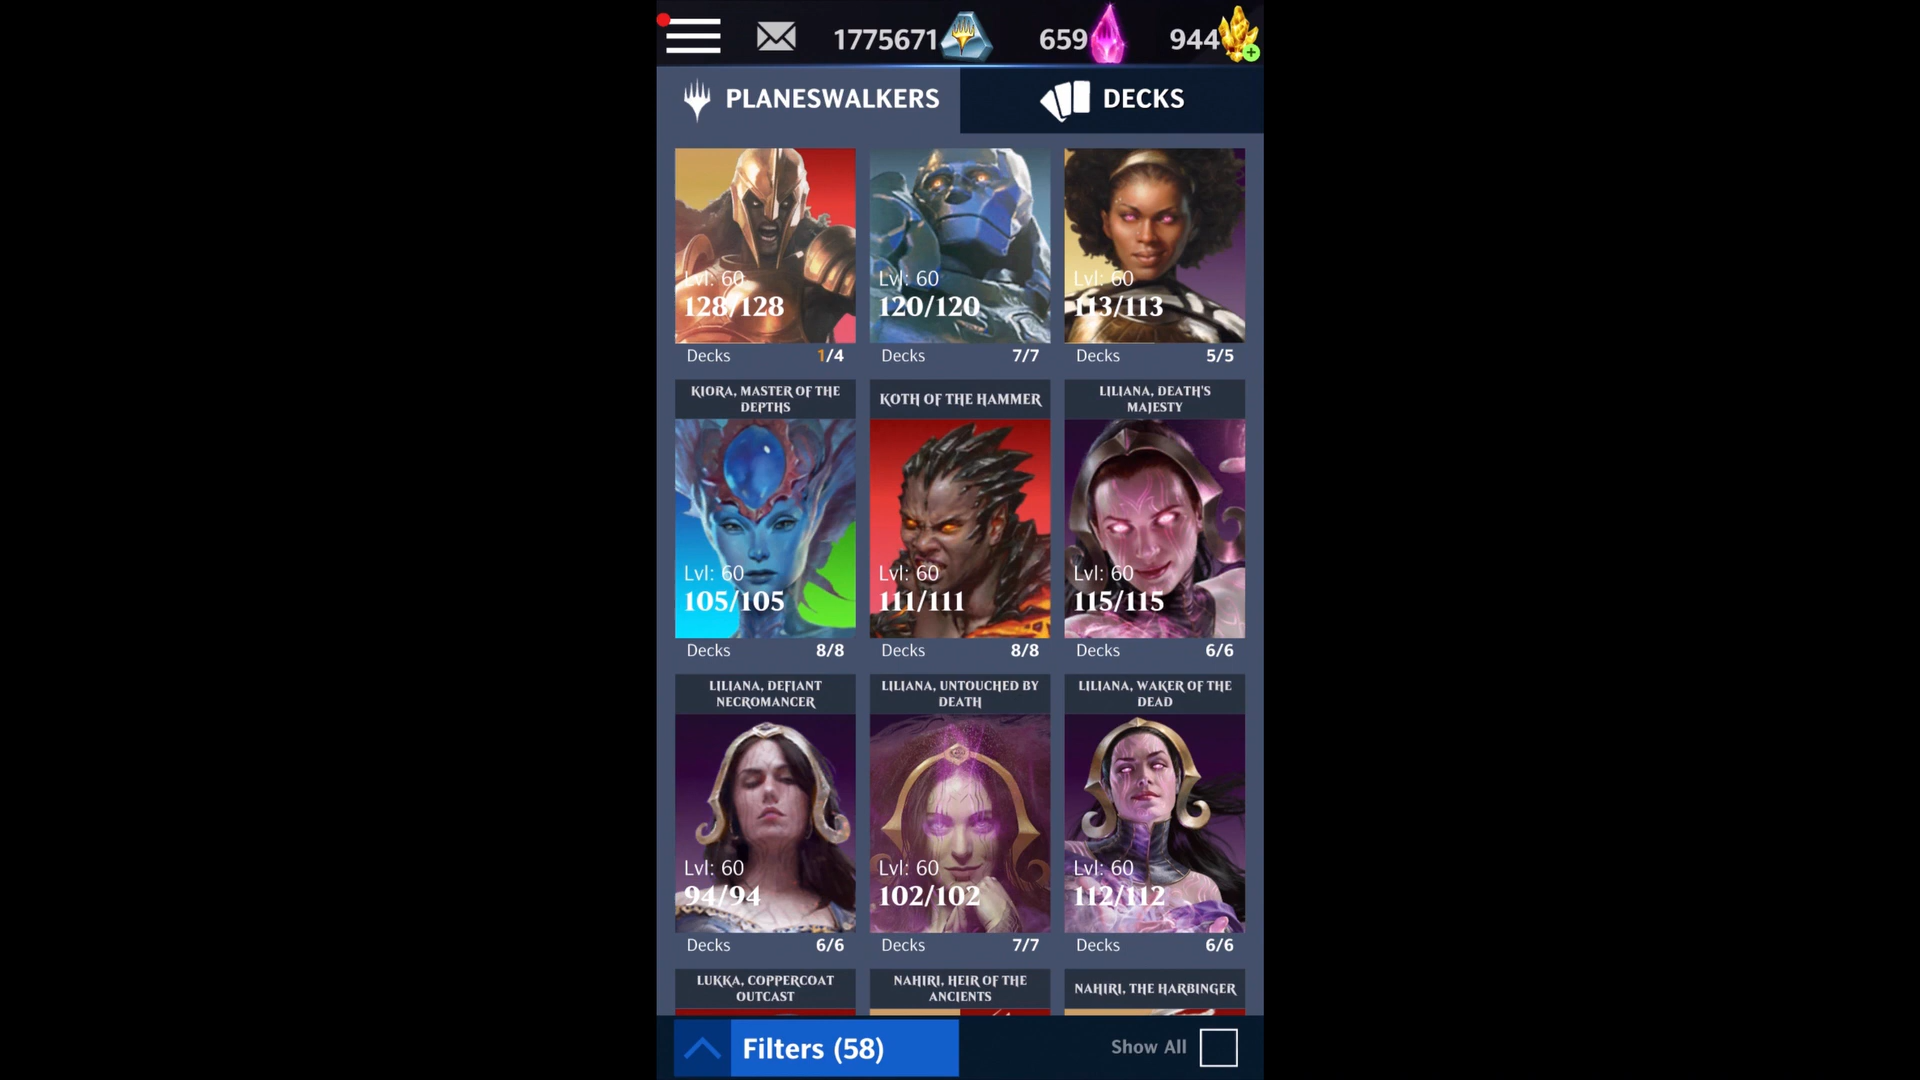 1775671 659 944
PLANESWALKERS DECKS
Lvl: 60 Lvl: 60 Lvl: 60
128/128 120/120 113/113
Decks 1/4 Decks 7/7 Decks 5/5
KIORA, MASTER OF THE
DEPTHS
KOTH OF THE HAMMER
LILIANA, DEATH'S
MAJESTY
Lvl: 60 Lvl: 60 Lvl: 60
105/105 111/111 115/115
Decks 8/8 Decks 8/8 Decks 6/6
LILIANA, DEFIANT
NECROMANCER
LILIANA, UNTOUCHED BY
DEATH
LILIANA, WAKER OF THE
DEAD
Lvl: 60 Lvl: 60 Lvl: 60
94/94 102/102 112/112
Decks 6/6 Decks 7/7 Decks 6/6
LUKKA, COPPERCOAT
OUTCAST
NAHIRI, HEIR OF THE
ANCIENTS
NAHIRI, THE HARBINGER
Filters (58) Show All